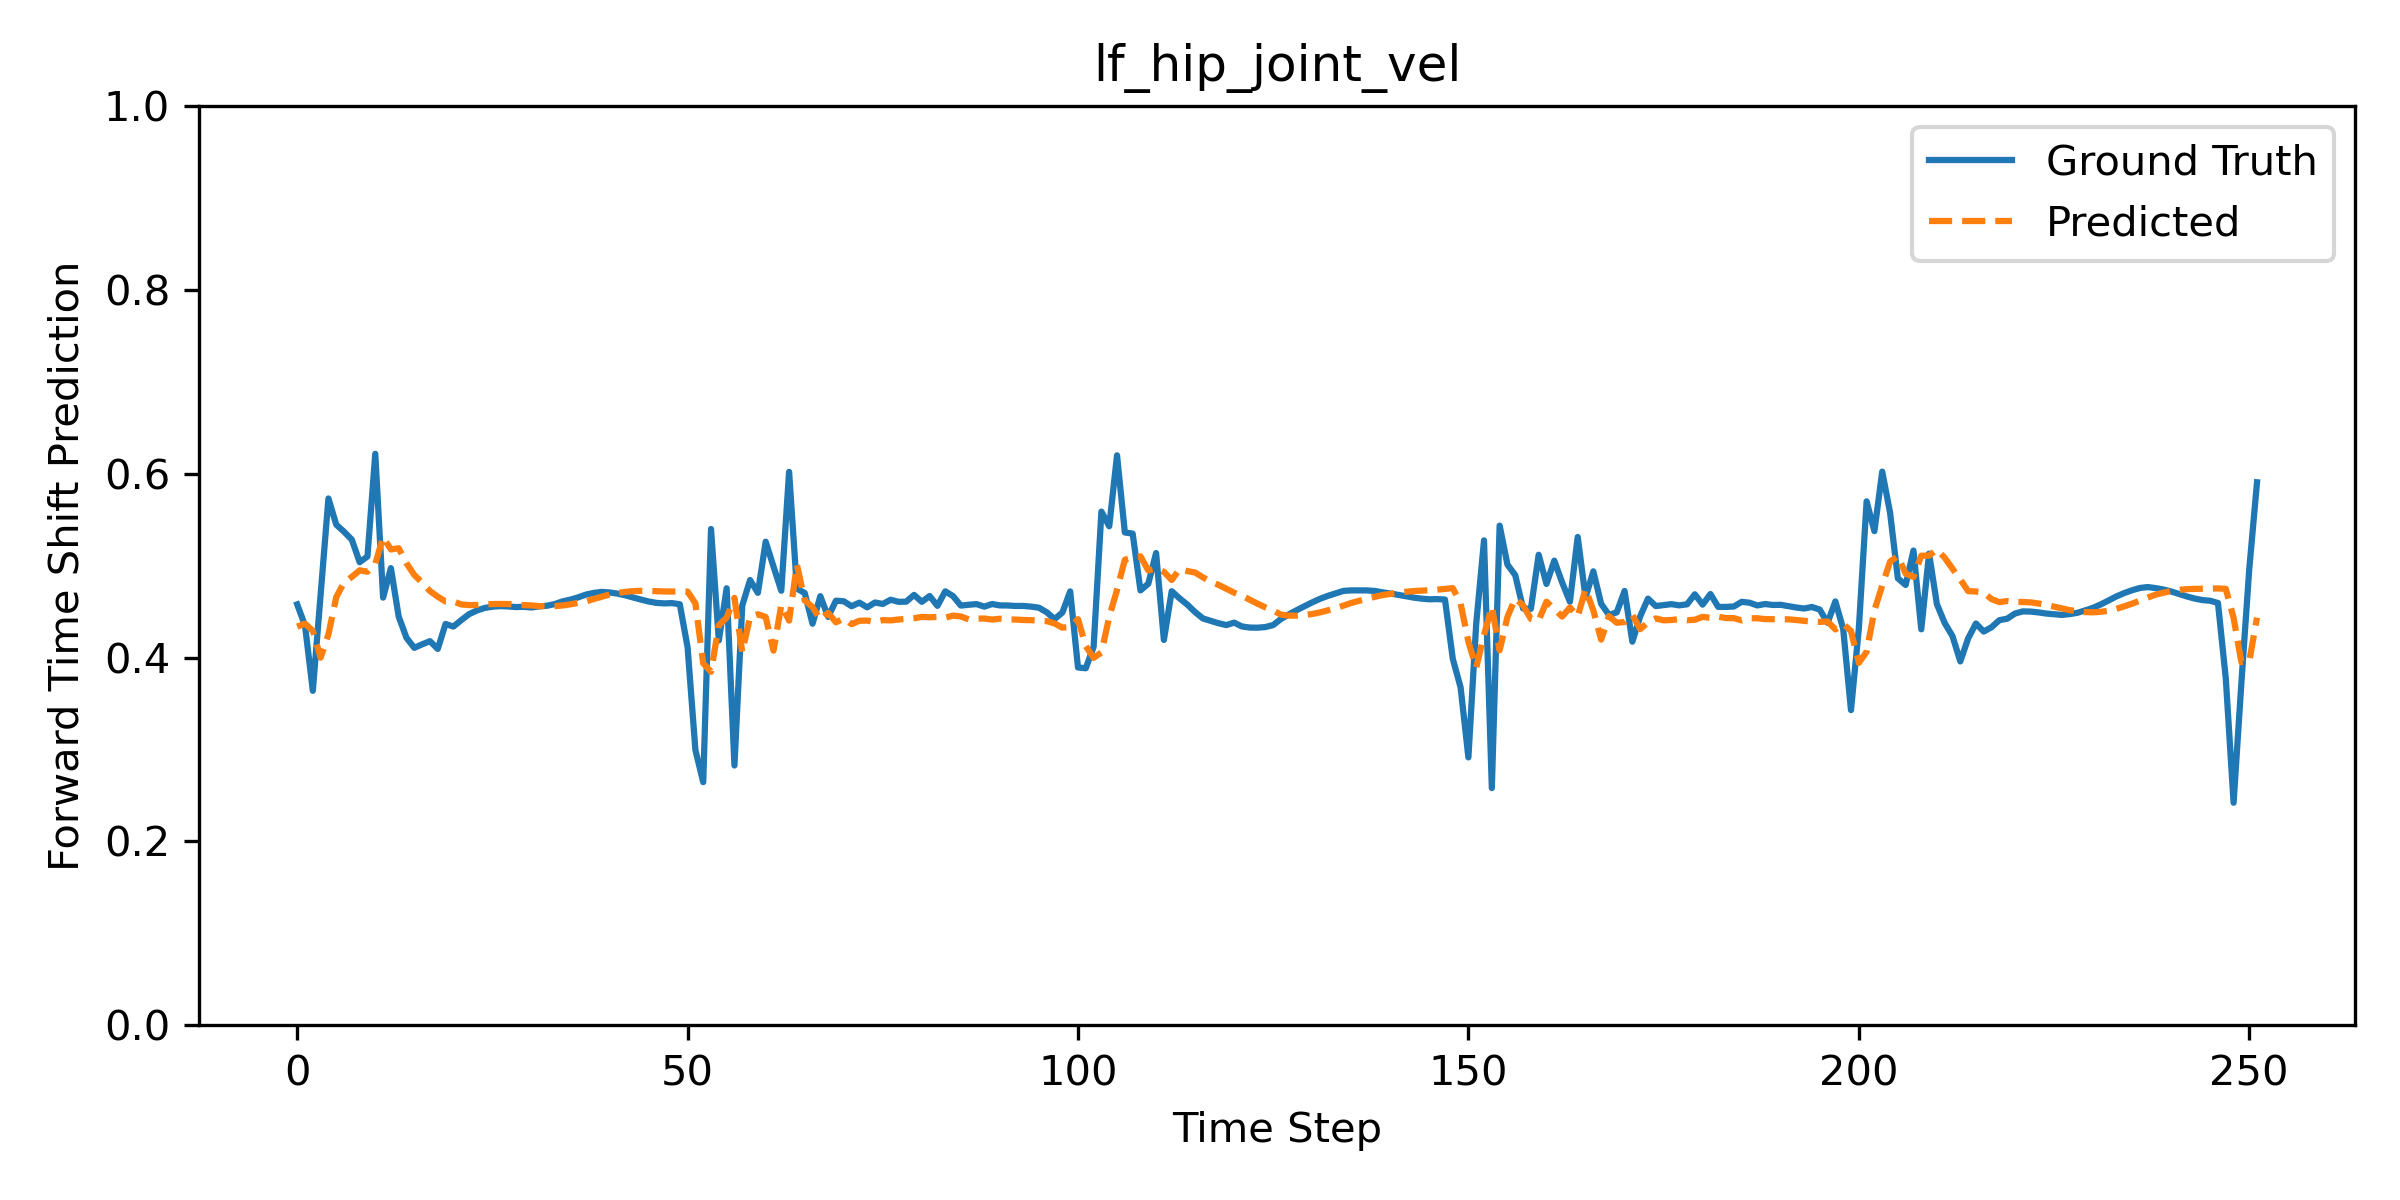 lf_hip_joint_vel
1.0
0.8
0.6
0.4
0.2
0.0
Forward Time Shift Prediction
Ground Truth
Predicted
0 50 100 150 200 250
Time Step